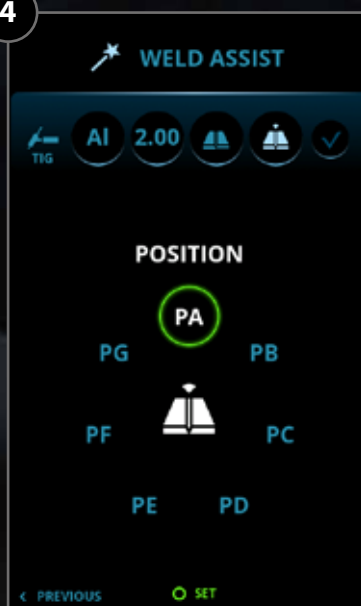 4
WELD ASSIST
TIG
Al 2.00
POSITION
PA
PG PB
PF PC
PE PD
< PREVIOUS SET